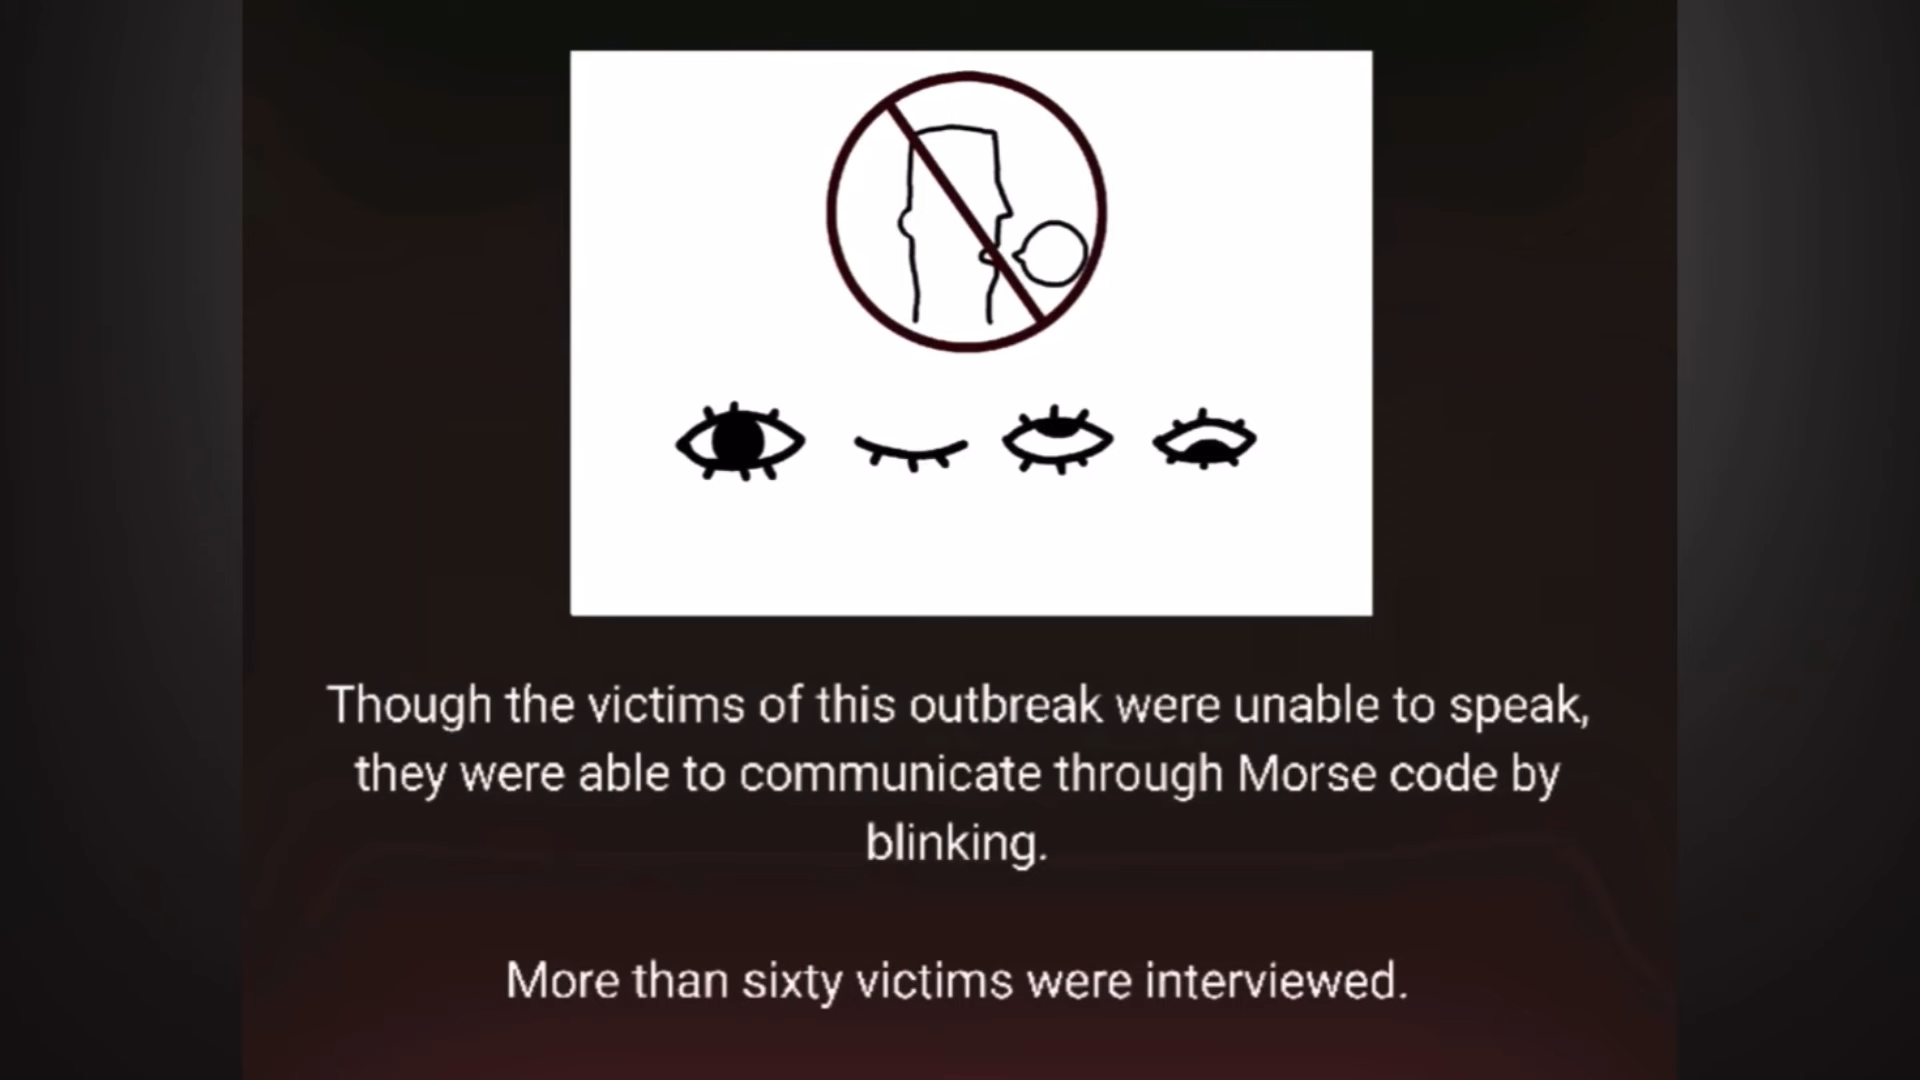 Though the victims of this outbreak were unable to speak,
they were able to communicate through Morse code by
blinking.
More than sixty victims were interviewed.